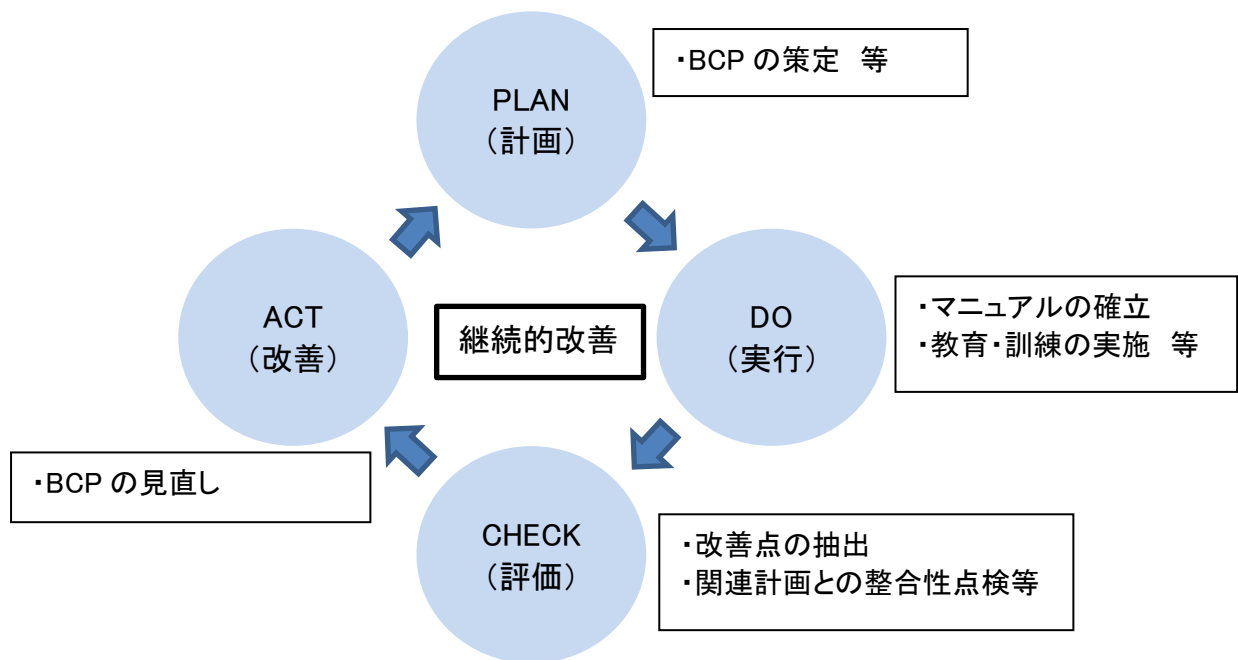 ・BCP の策定　等
PLAN
（計画）
ACT
（改善）
継続的改善
DO
（実行）
・マニュアルの確立
・教育・訓練の実施　等
・BCP の見直し
CHECK
（評価）
・改善点の抽出
・関連計画との整合性点検等